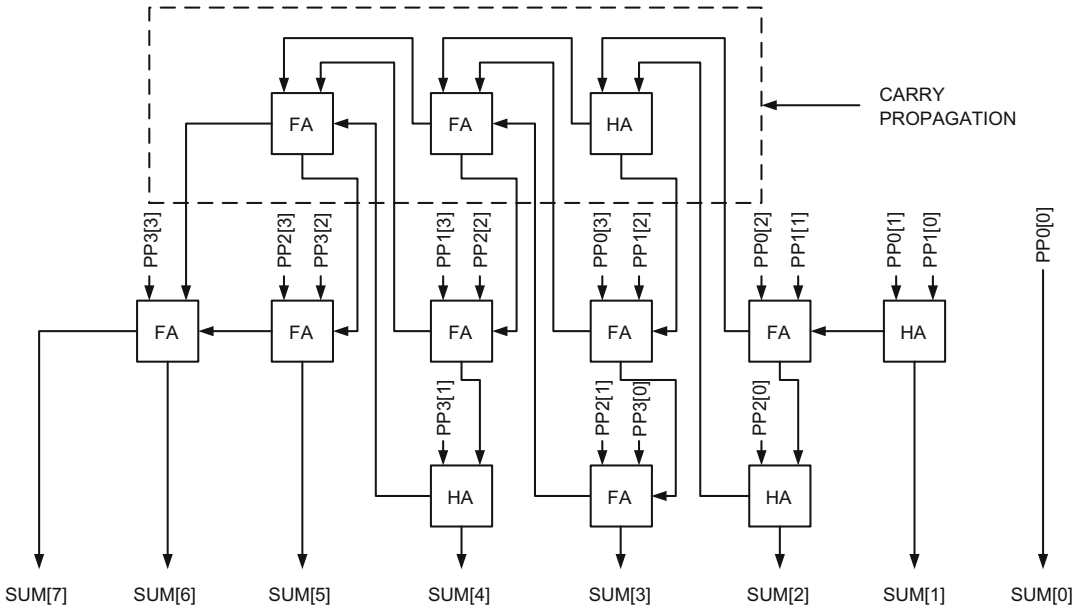 CARRY
PROPAGATION
FA
FA
HA
PP3[3]
PP2[3]
PP3[2]
PP1[3]
PP2[2]
PP0[3]
PP1[2]
PP0[2]
PP1[1]
PP0[1]
PP1[0]
PP0[0]
FA
FA
FA
FA
FA
HA
PP3[1]
PP2[1]
PP3[0]
PP2[0]
HA
FA
HA
SUM[7]
SUM[6]
SUM[5]
SUM[4]
SUM[3]
SUM[2]
SUM[1]
SUM[0]